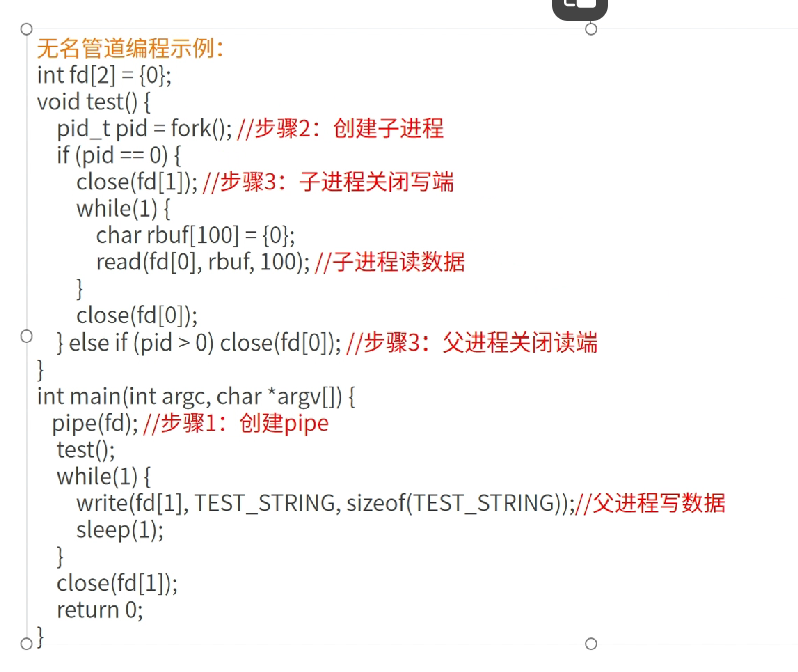 无名管道编程示例：
int fd[2] = {0};
void test() {
pid_t pid = fork(); //步骤2：创建子进程
if (pid == 0) {
close(fd[1]); //步骤3：子进程关闭写端
while(1) {
char rbuf[100] = {0};
read(fd[0], rbuf, 100); //子进程读数据
}
close(fd[0]);
} else if (pid > 0) close(fd[0]); //步骤3：父进程关闭读端
}
int main(int argc, char *argv[]) {
pipe(fd); //步骤1：创建pipe
test();
while(1) {
write(fd[1], TEST_STRING, sizeof(TEST_STRING));//父进程写数据
sleep(1);
}
close(fd[1]);
return 0;
}